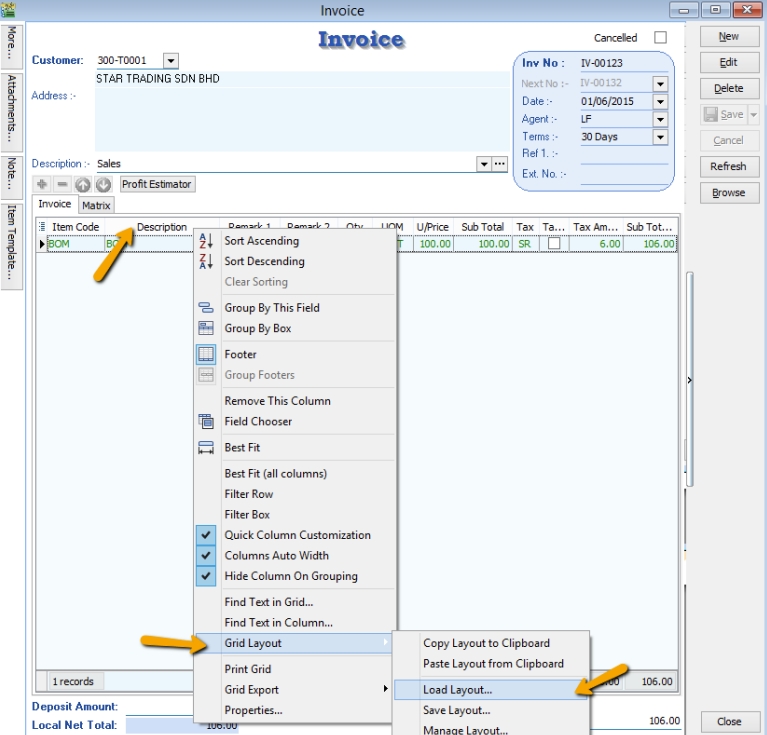 Invoice
More...
Attachments...
Note...
Item Template...
Invoice
Cancelled
Customer: 300-T0001
STAR TRADING SDN BHD
Address :-
Inv No : IV-00123
Next No :- IV-00132
Date :- 01/06/2015
Agent :- LF
Terms :- 30 Days
Ref 1. :-
Ext. No. :-
Description :- Sales
Profit Estimator
Invoice Matrix
Item Code Description Remark 1 Remark 2 Qty UOM U/Price Sub Total Tax Ta... Tax Am... Sub Tot...
BOM 100.00 100.00 SR 6.00 106.00
Sort Ascending
Sort Descending
Clear Sorting
Group By This Field
Group By Box
Footer
Group Footers
Remove This Column
Field Chooser
Best Fit
Best Fit (all columns)
Filter Row
Filter Box
Quick Column Customization
Columns Auto Width
Hide Column On Grouping
Find Text in Grid...
Find Text in Column...
Grid Layout
Print Grid
Grid Export
Properties...
Copy Layout to Clipboard
Paste Layout from Clipboard
Load Layout...
Save Layout...
Manage Layout...
1 records 106.00
Deposit Amount:
Local Net Total: 106.00 106.00
New
Edit
Delete
Save
Cancel
Refresh
Browse
Close